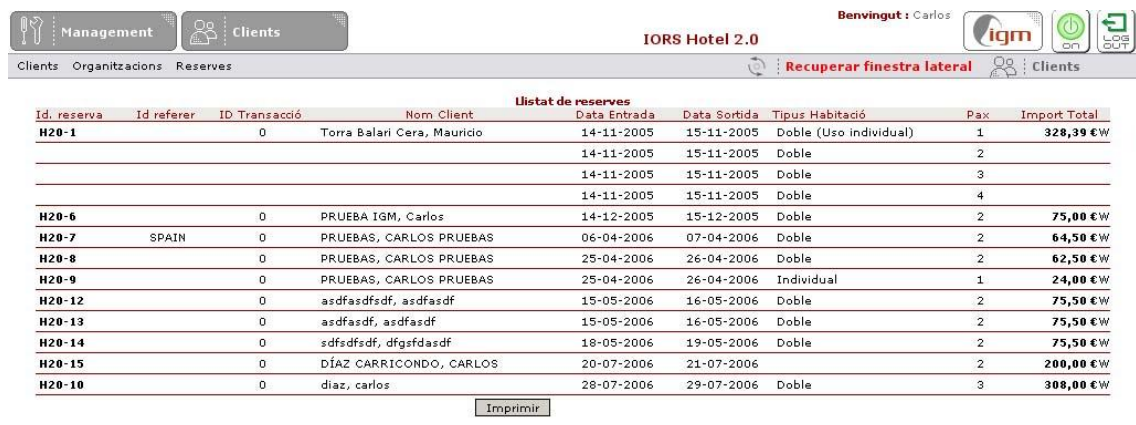 Management Clients
Benvingut : Carlos
IORS Hotel 2.0
igm
on
LOG OUT
Clients Organitzacions Reserves
Recuperar finestra lateral Clients
Llistat de reserves
Id. reserva Id referer ID Transacció Nom Client Data Entrada Data Sortida Tipus Habitació Pax Import Total
H20-1 0 Torra Balari Cera, Mauricio 14-11-2005 15-11-2005 Doble (Uso individual) 1 328,39 €W
14-11-2005 15-11-2005 Doble 2
14-11-2005 15-11-2005 Doble 3
14-11-2005 15-11-2005 Doble 4
H20-6 0 PRUEBA IGM, Carlos 14-12-2005 15-12-2005 Doble 2 75,00 €W
H20-7 SPAIN 0 PRUEBAS, CARLOS PRUEBAS 06-04-2006 07-04-2006 Doble 2 64,50 €W
H20-8 0 PRUEBAS, CARLOS PRUEBAS 25-04-2006 26-04-2006 Doble 2 62,50 €W
H20-9 0 PRUEBAS, CARLOS PRUEBAS 25-04-2006 26-04-2006 Individual 1 24,00 €W
H20-12 0 asdfasdfsdf, asdfasdf 15-05-2006 16-05-2006 Doble 2 75,50 €W
H20-13 0 asdfasdf, asdfasdf 15-05-2006 16-05-2006 Doble 2 75,50 €W
H20-14 0 sdfsdfsdf, dfgsfdasdf 18-05-2006 19-05-2006 Doble 2 75,50 €W
H20-15 0 DÍAZ CARRICONDO, CARLOS 20-07-2006 21-07-2006 2 200,00 €W
H20-10 0 diaz, carlos 28-07-2006 29-07-2006 Doble 3 308,00 €W
Imprimir